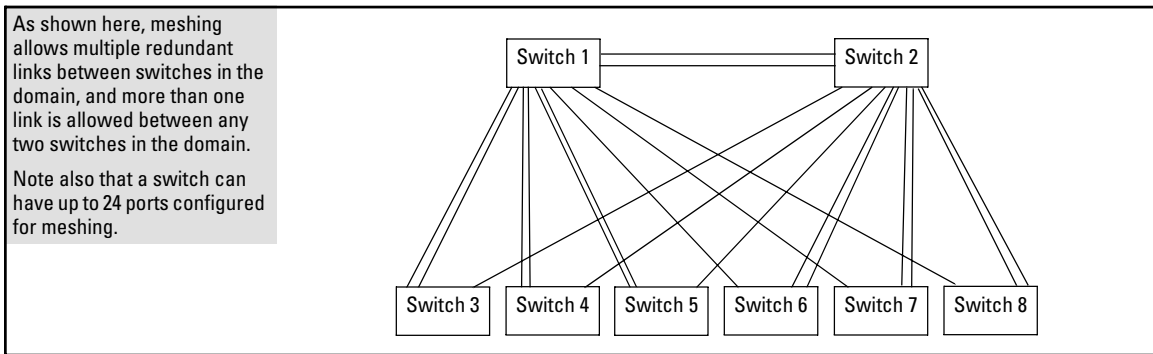 As shown here, meshing
allows multiple redundant
links between switches in the
domain, and more than one
link is allowed between any
two switches in the domain.
Note also that a switch can
have up to 24 ports configured
for meshing.
Switch 1
Switch 2
Switch 3
Switch 4
Switch 5
Switch 6
Switch 7
Switch 8